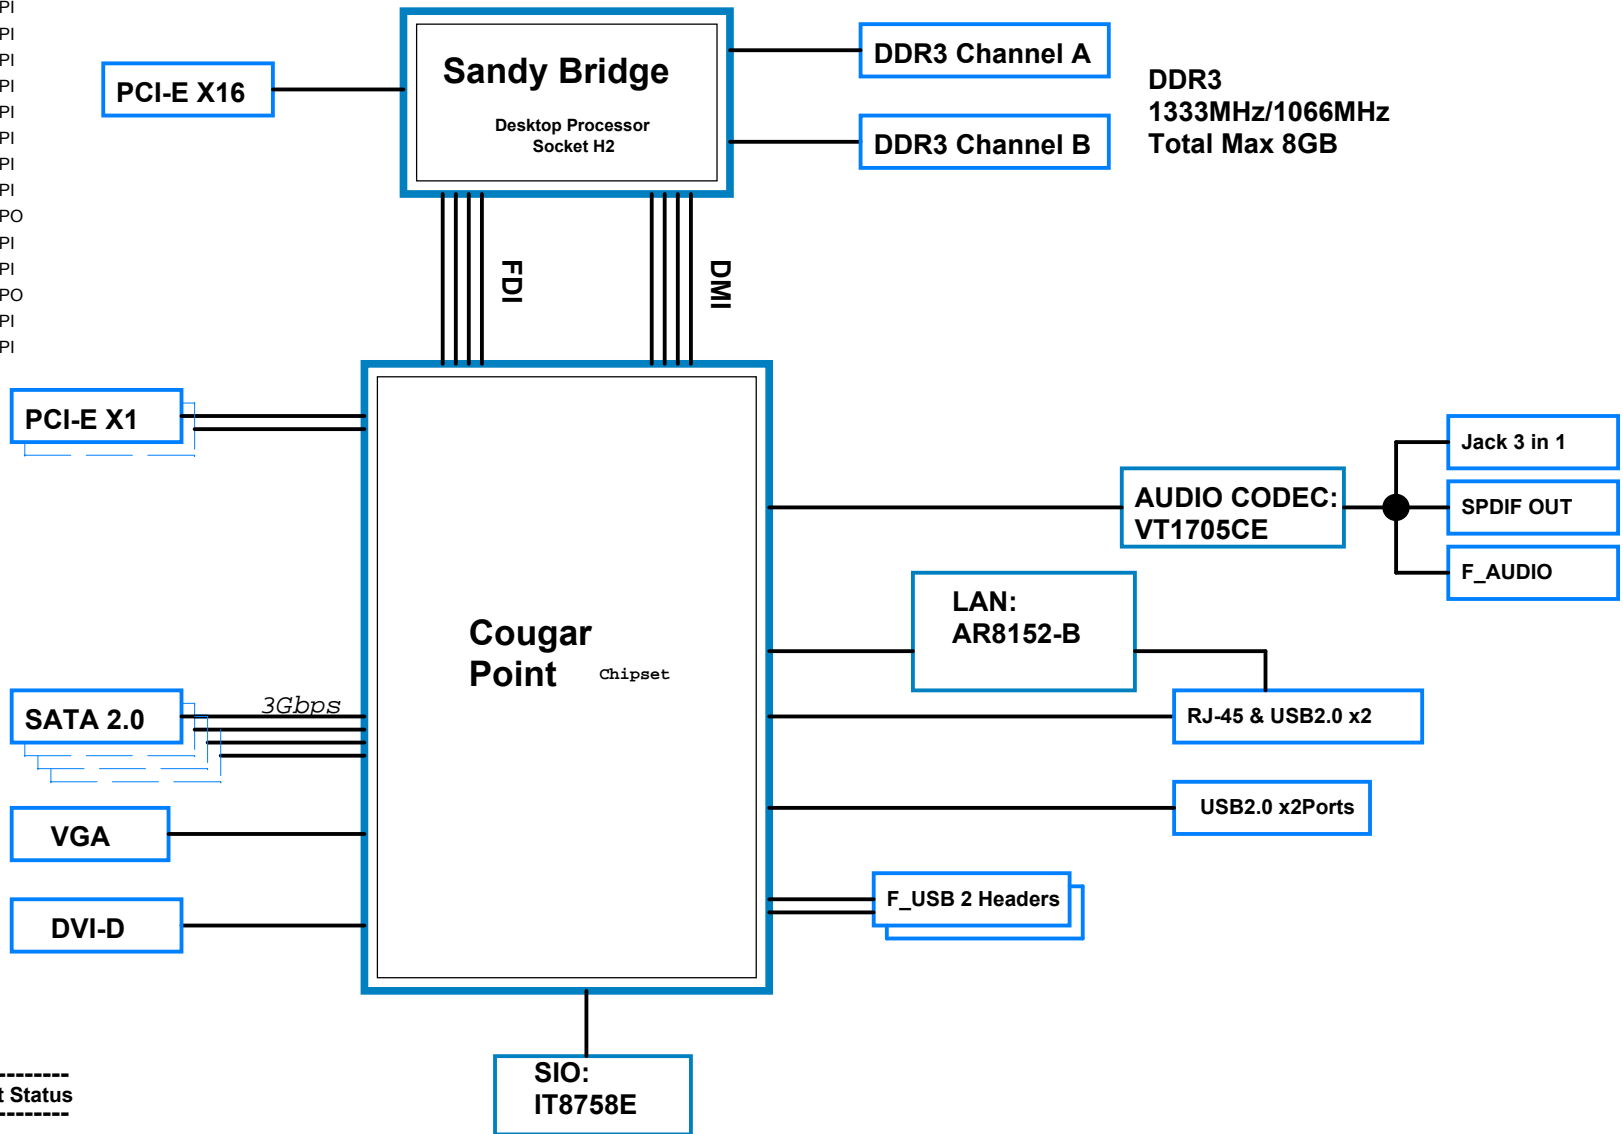 PI
PI
PI
PI
PI
PI
PI
PI
PO
PI
PI
PO
PI
PI
Sandy Bridge
Desktop Processor
Socket H2
PCI-E X16
DDR3 Channel A
DDR3 Channel B
DDR3
1333MHz/1066MHz
Total Max 8GB
FDI
DMI
PCI-E X1
Jack 3 in 1
AUDIO CODEC:
VT1705CE
SPDIF OUT
F_AUDIO
LAN:
AR8152-B
Cougar
Point
Chipset
SATA 2.0
3Gbps
RJ-45 & USB2.0 x2
USB2.0 x2Ports
VGA
F_USB 2 Headers
DVI-D
SIO:
IT8758E
t Status